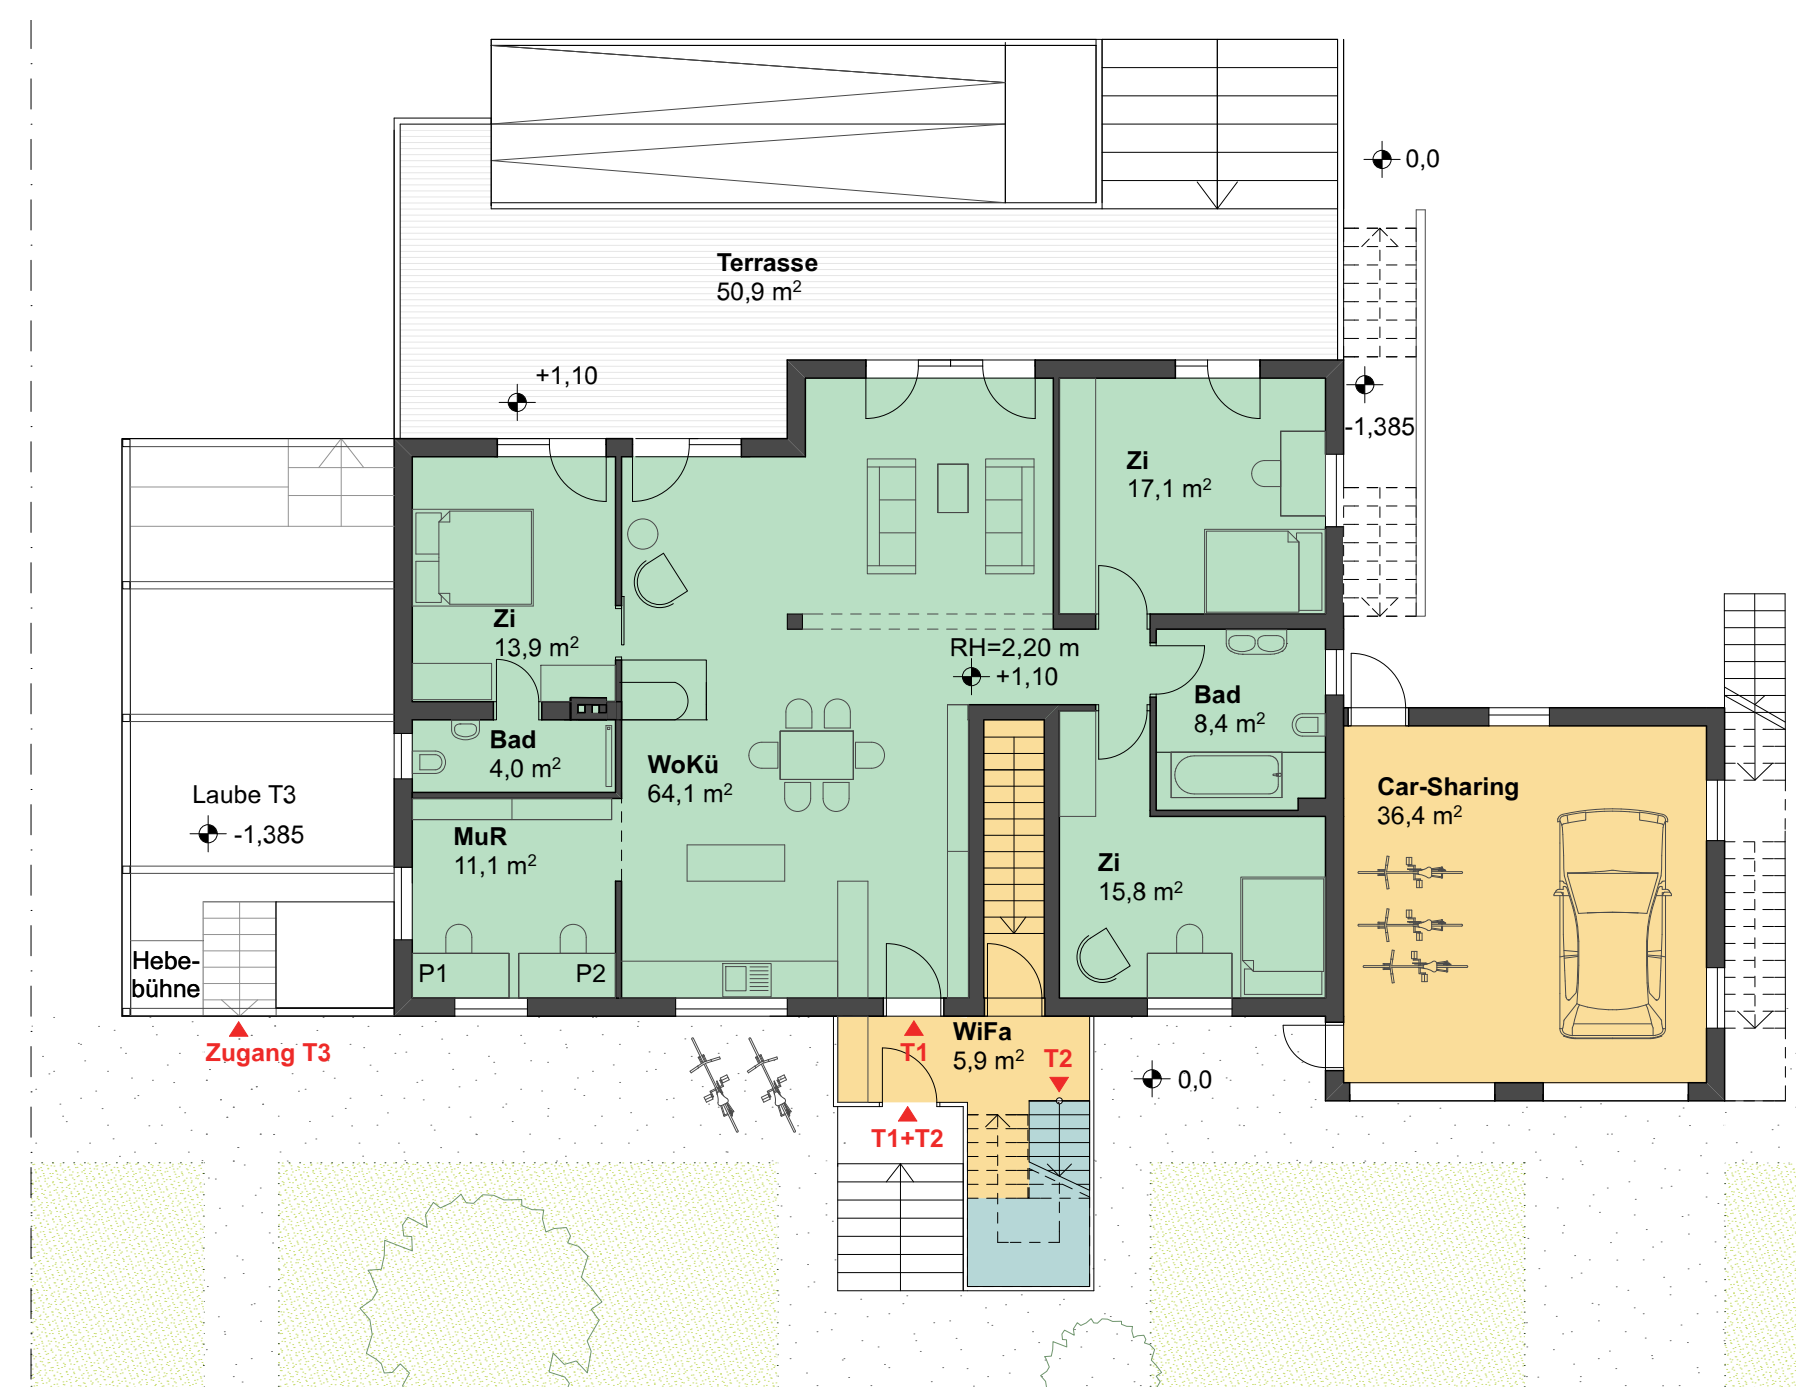 0,0
Terrasse
50,9 m²
+1,10
-1,385
Zi
17,1 m²
Zi
13,9 m²
RH=2,20 m
+1,10
Bad
8,4 m²
Bad
4,0 m²
WoKü
64,1 m²
Laube T3
-1,385
Car-Sharing
36,4 m²
MuR
11,1 m²
Zi
15,8 m²
Hebe-
bühne
P1
P2
Zugang T3
T1
WiFa
5,9 m²
T2
0,0
T1+T2